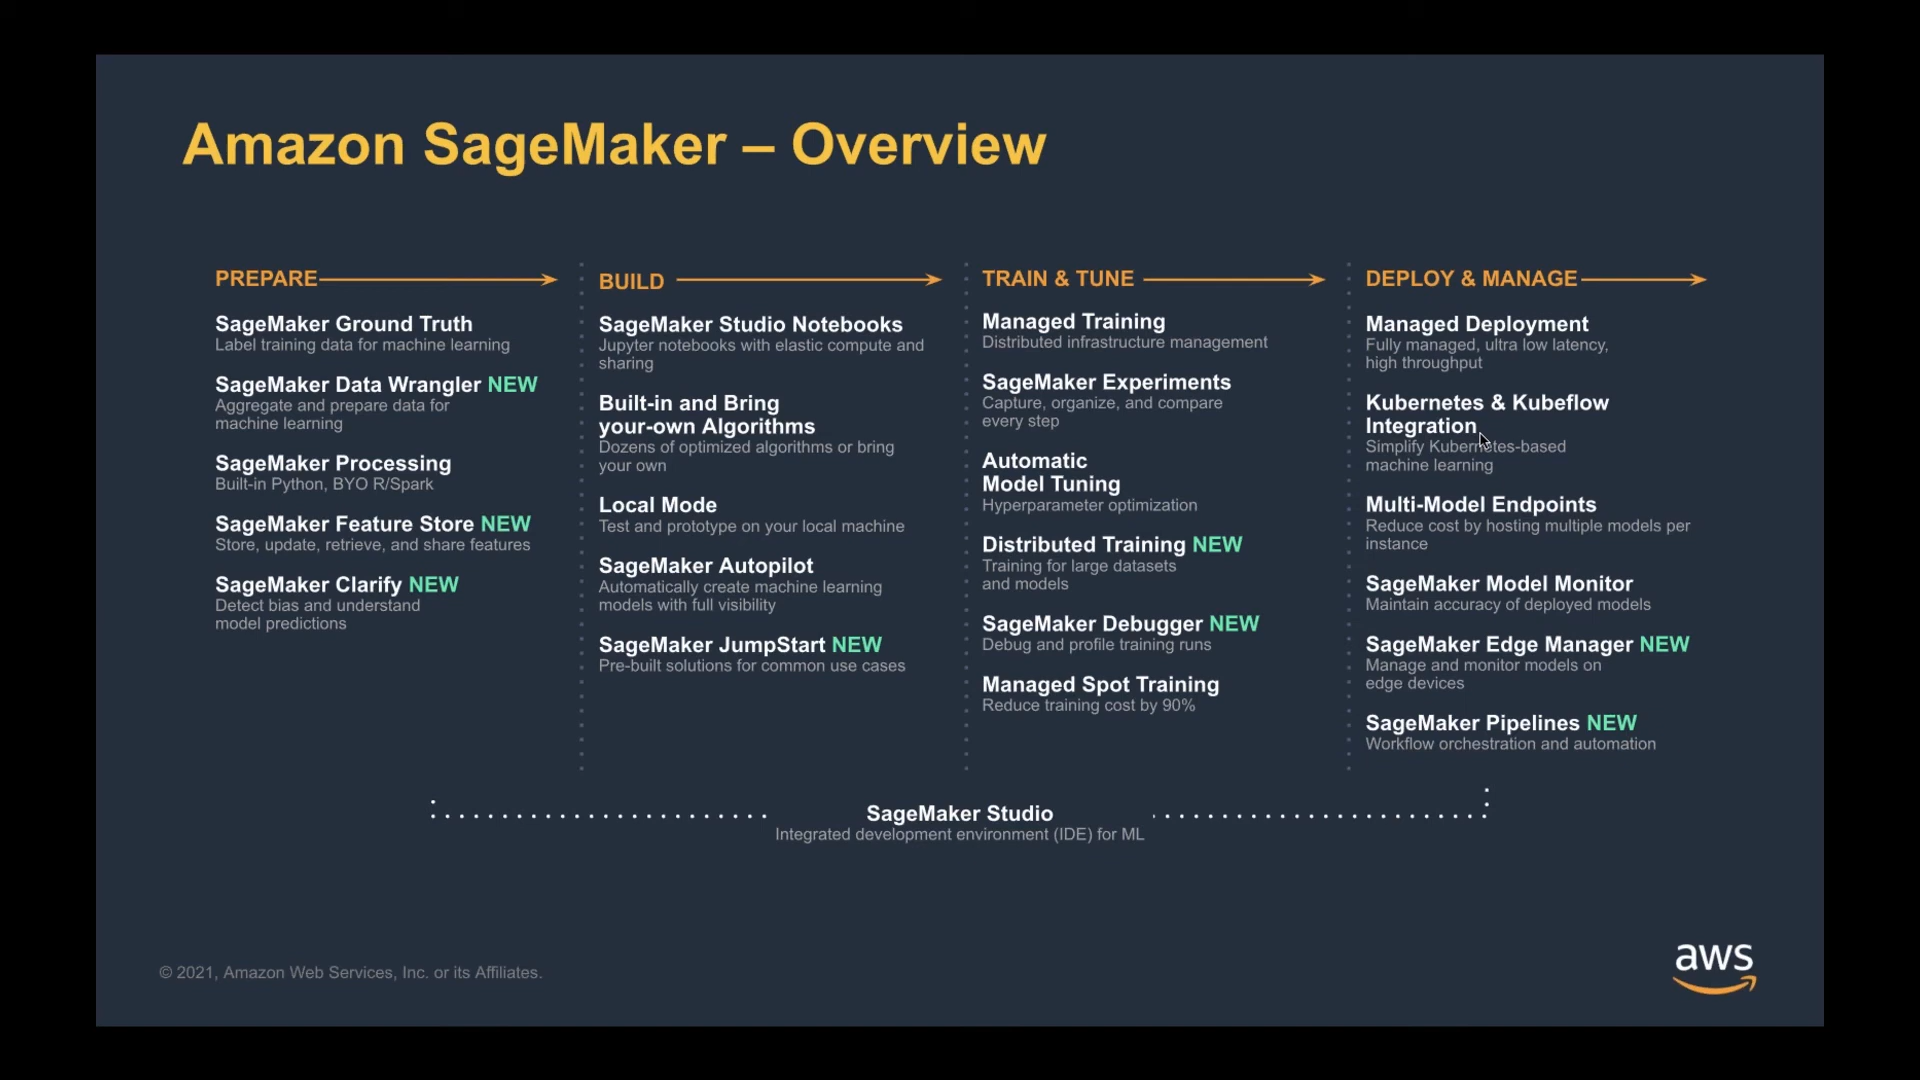 Amazon SageMaker – Overview
PREPARE
SageMaker Ground Truth
Label training data for machine learning
SageMaker Data Wrangler NEW
Aggregate and prepare data for
machine learning
SageMaker Processing
Built-in Python, BYO R/Spark
SageMaker Feature Store NEW
Store, update, retrieve, and share features
SageMaker Clarify NEW
Detect bias and understand
model predictions
BUILD
SageMaker Studio Notebooks
Jupyter notebooks with elastic compute and
sharing
Built-in and Bring
your-own Algorithms
Dozens of optimized algorithms or bring
your own
Local Mode
Test and prototype on your local machine
SageMaker Autopilot
Automatically create machine learning
models with full visibility
SageMaker JumpStart NEW
Pre-built solutions for common use cases
TRAIN & TUNE
Managed Training
Distributed infrastructure management
SageMaker Experiments
Capture, organize, and compare
every step
Automatic
Model Tuning
Hyperparameter optimization
Distributed Training NEW
Training for large datasets
and models
SageMaker Debugger NEW
Debug and profile training runs
Managed Spot Training
Reduce training cost by 90%
DEPLOY & MANAGE
Managed Deployment
Fully managed, ultra low latency,
high throughput
Kubernetes & Kubeflow
Integration
Simplify Kubernetes-based
machine learning
Multi-Model Endpoints
Reduce cost by hosting multiple models per
instance
SageMaker Model Monitor
Maintain accuracy of deployed models
SageMaker Edge Manager NEW
Manage and monitor models on
edge devices
SageMaker Pipelines NEW
Workflow orchestration and automation
SageMaker Studio
Integrated development environment (IDE) for ML
© 2021, Amazon Web Services, Inc. or its Affiliates.
aws